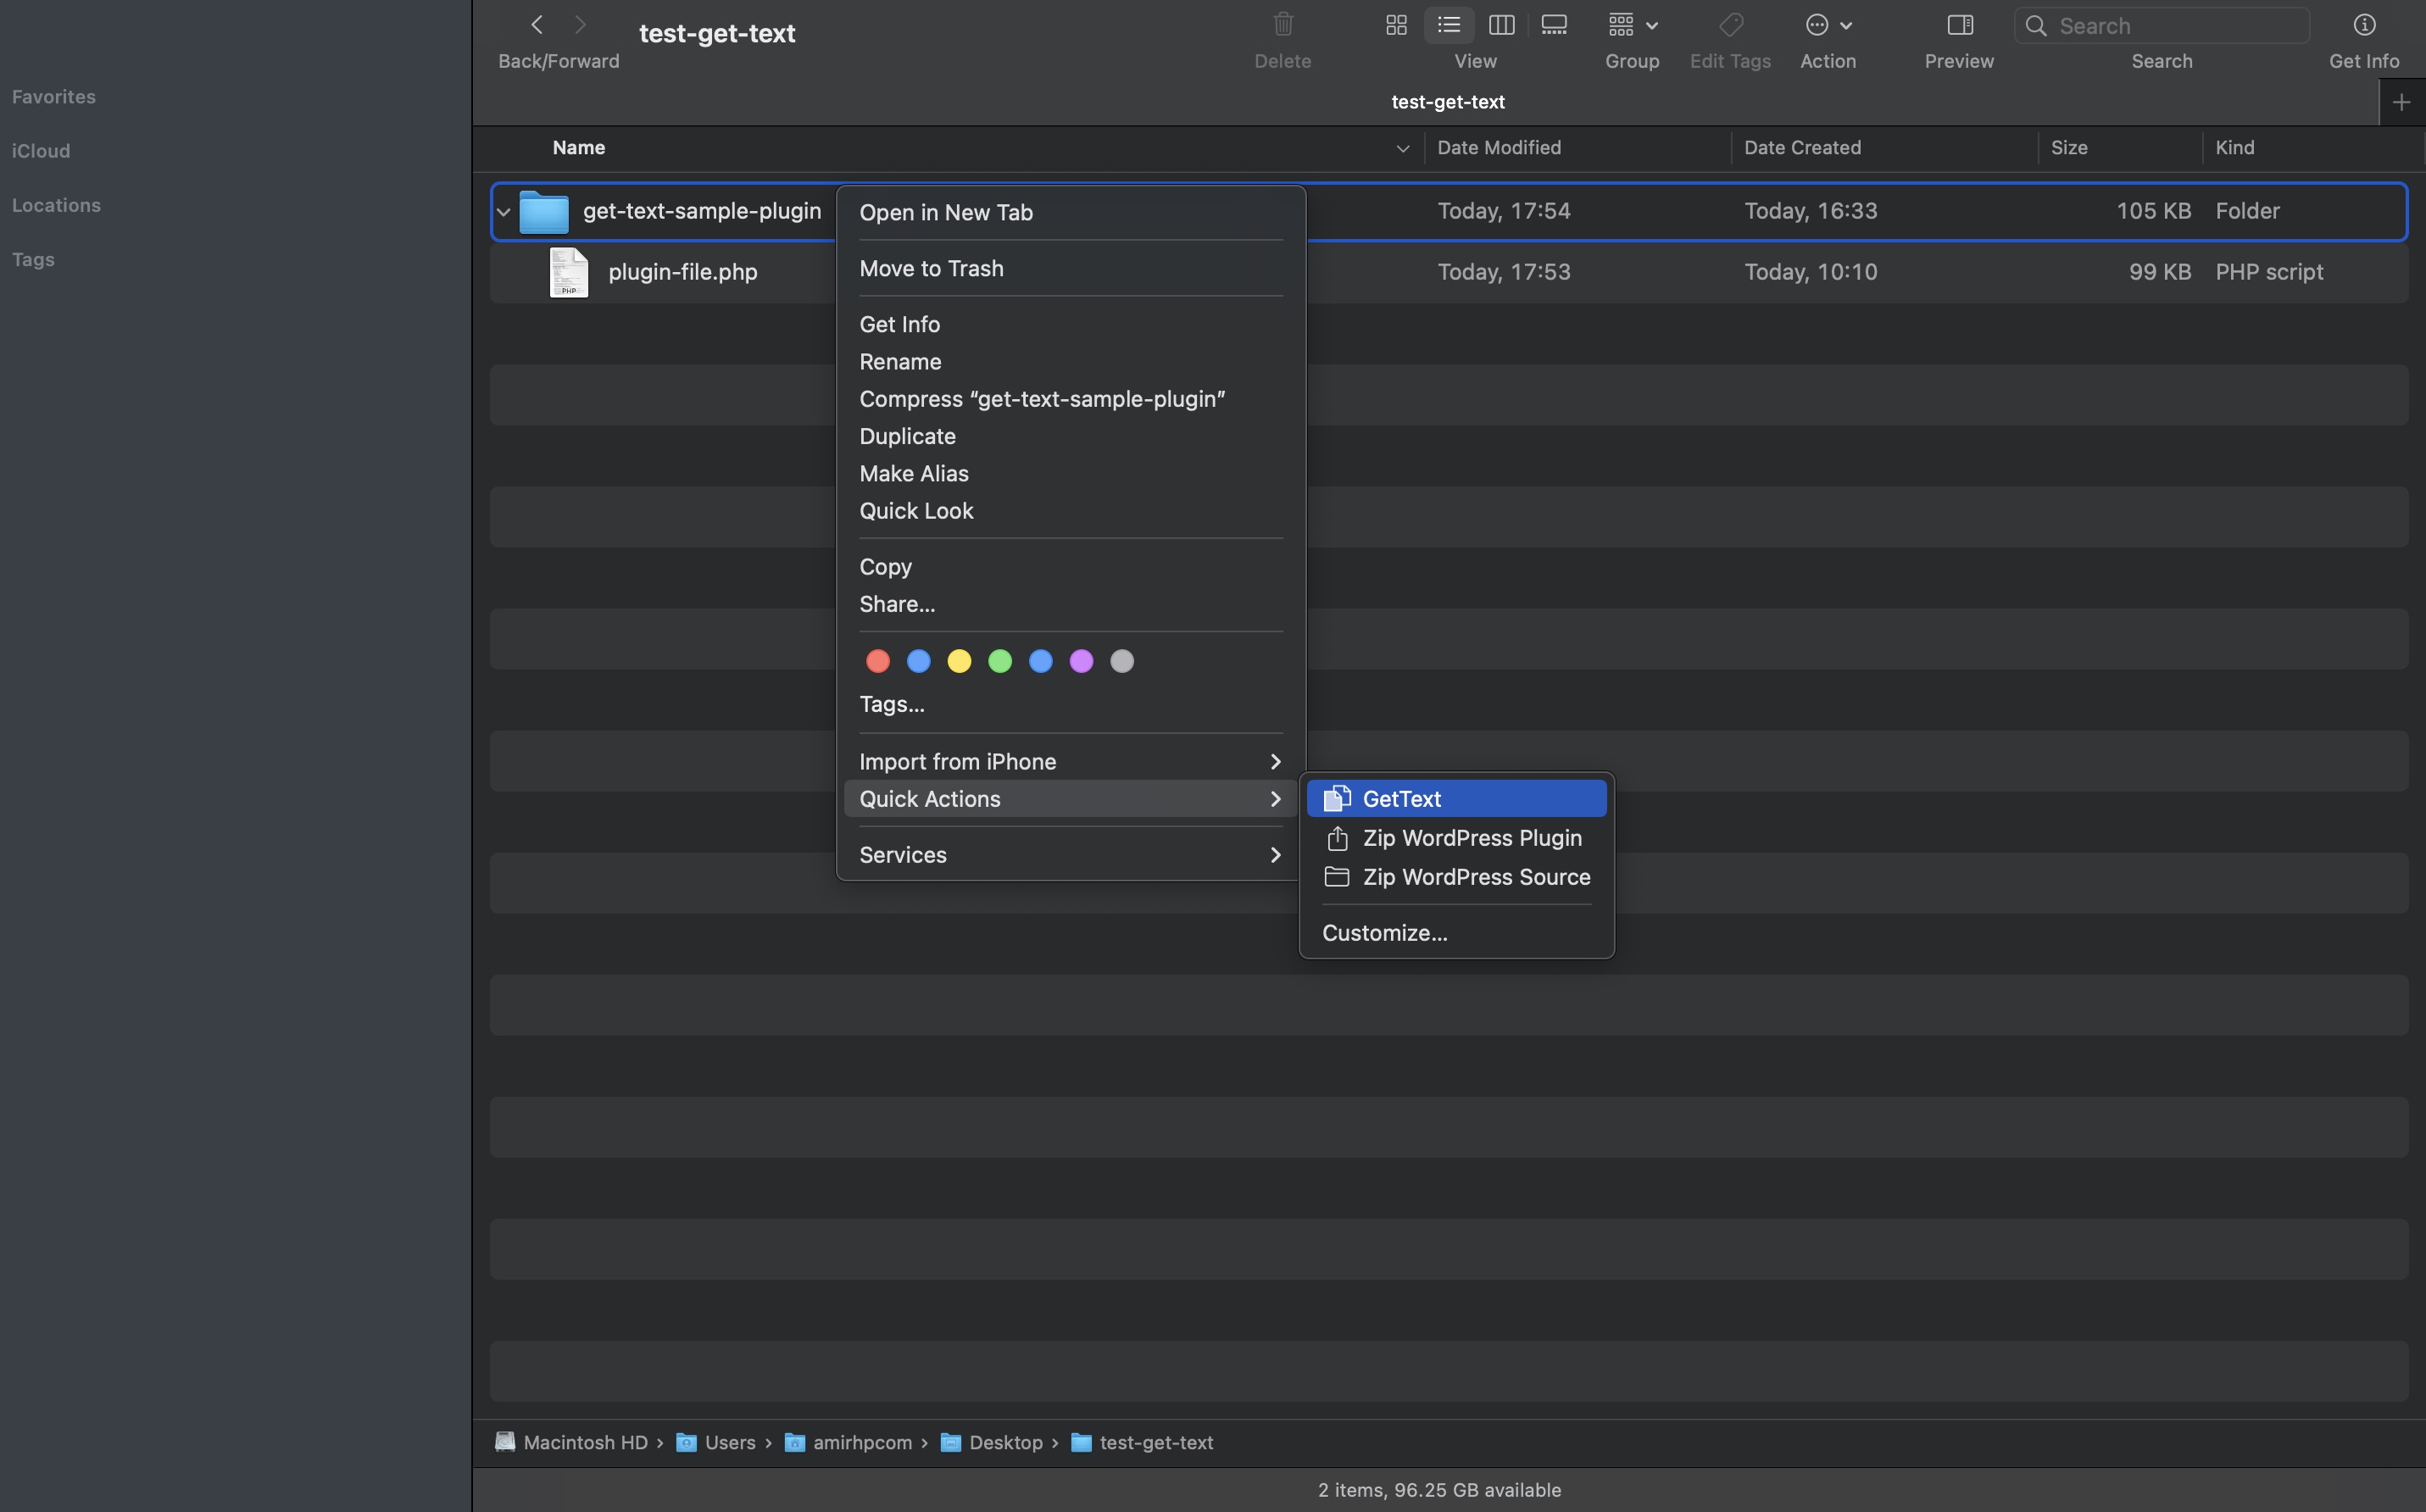 test-get-text
Back/Forward
Delete
View
Group
Edit Tags
Action
Preview
Search
Search
Get Info
Favorites
iCloud
Locations
Tags
test-get-text
Name Date Modified Date Created Size Kind
get-text-sample-plugin Today, 17:54 Today, 16:33 105 KB Folder
PHP
plugin-file.php Today, 17:53 Today, 10:10 99 KB PHP script
Open in New Tab
Move to Trash
Get Info
Rename
Compress “get-text-sample-plugin”
Duplicate
Make Alias
Quick Look
Copy
Share...
Tags...
Import from iPhone
Quick Actions
Services
GetText
Zip WordPress Plugin
Zip WordPress Source
Customize...
Macintosh HD › Users › amirhpcom › Desktop › test-get-text
2 items, 96.25 GB available